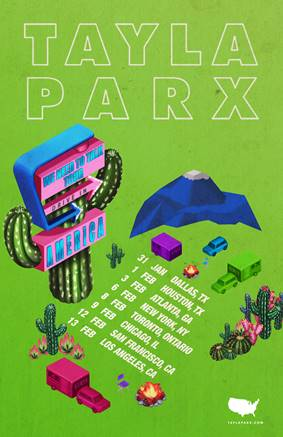 TAYLA
PARX
WE NEED TO TALK
TOUR
DRIVE IN
AMERICA
31 JAN DALLAS, TX
1 FEB HOUSTON, TX
3 FEB ATLANTA, GA
6 FEB NEW YORK, NY
8 FEB TORONTO, ONTARIO
9 FEB CHICAGO, IL
12 FEB SAN FRANCISCO, CA
13 FEB LOS ANGELES, CA
TAYLAPARX.COM